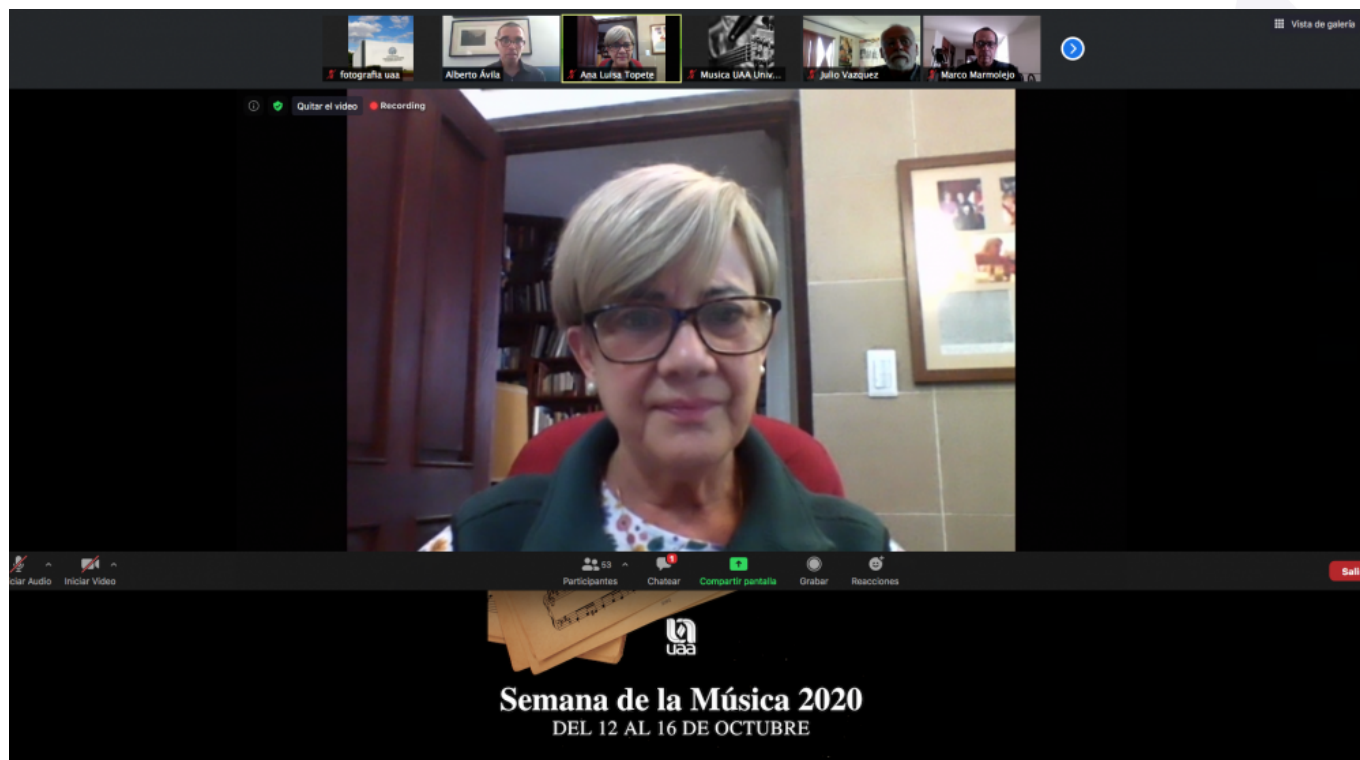 Vista de galería
fotografia uaa
Alberto Ávila
Ana Luisa Topete
Musica UAA Univ...
Julio Vazquez
Marco Marmolejo
Quitar el video
Recording
ciar Audio
Iniciar Video
53
Participantes
1
Chatear
Compartir pantalla
Grabar
Reacciones
Sali
uaa
Semana de la Música 2020
DEL 12 AL 16 DE OCTUBRE